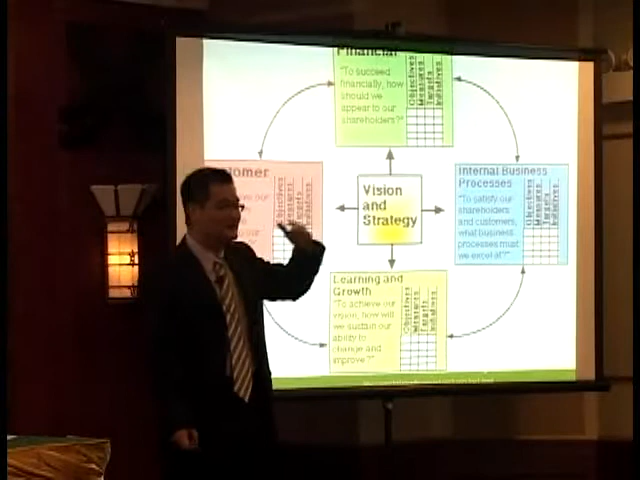 Financial
"To succeed
financially, how
should we
appear to our
shareholders?"
Objectives
Measures
Targets
Initiatives
tomer
Objectives
Measures
Targets
Initiatives
Vision
and
Strategy
Internal Business
Processes
"To satisfy our
shareholders
and customers,
what business
processes must
we excel at?"
Objectives
Measures
Targets
Initiatives
Learning and
Growth
"To achieve our
vision, how will
we sustain our
ability to
change and
improve?"
Objectives
Measures
Targets
Initiatives